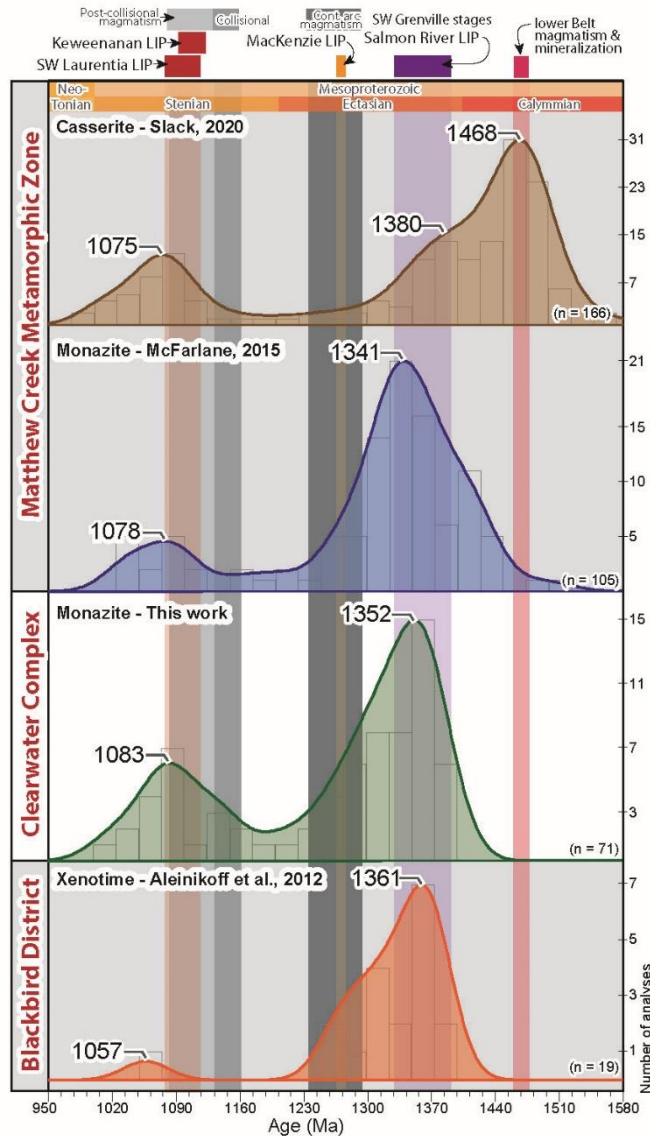 Post-collisional
magmatism
Collisional
Cont-arc
magmatism
SW Grenville stages
lower Belt
magmatism &
mineralization
Keweenanan LIP
MacKenzie LIP
Salmon River LIP
SW Laurentia LIP
Neo-
Mesoproterozoic
Tonian
Stenian
Ectasian
Calymmian
Matthew Creek Metamorphic Zone
Casserite - Slack, 2020
1468
1380
1075
31
23
15
7
(n = 166)
Monazite - McFarlane, 2015
1341
1078
21
15
10
5
(n = 105)
Clearwater Complex
Monazite - This work
1352
1083
15
11
7
3
(n = 71)
Blackbird District
Xenotime - Aleinikoff et al., 2012
1361
1057
7
5
3
1
(n = 19)
Number of analyses
950 1020 1090 1160 1230 1300 1370 1440 1510 1580
Age (Ma)